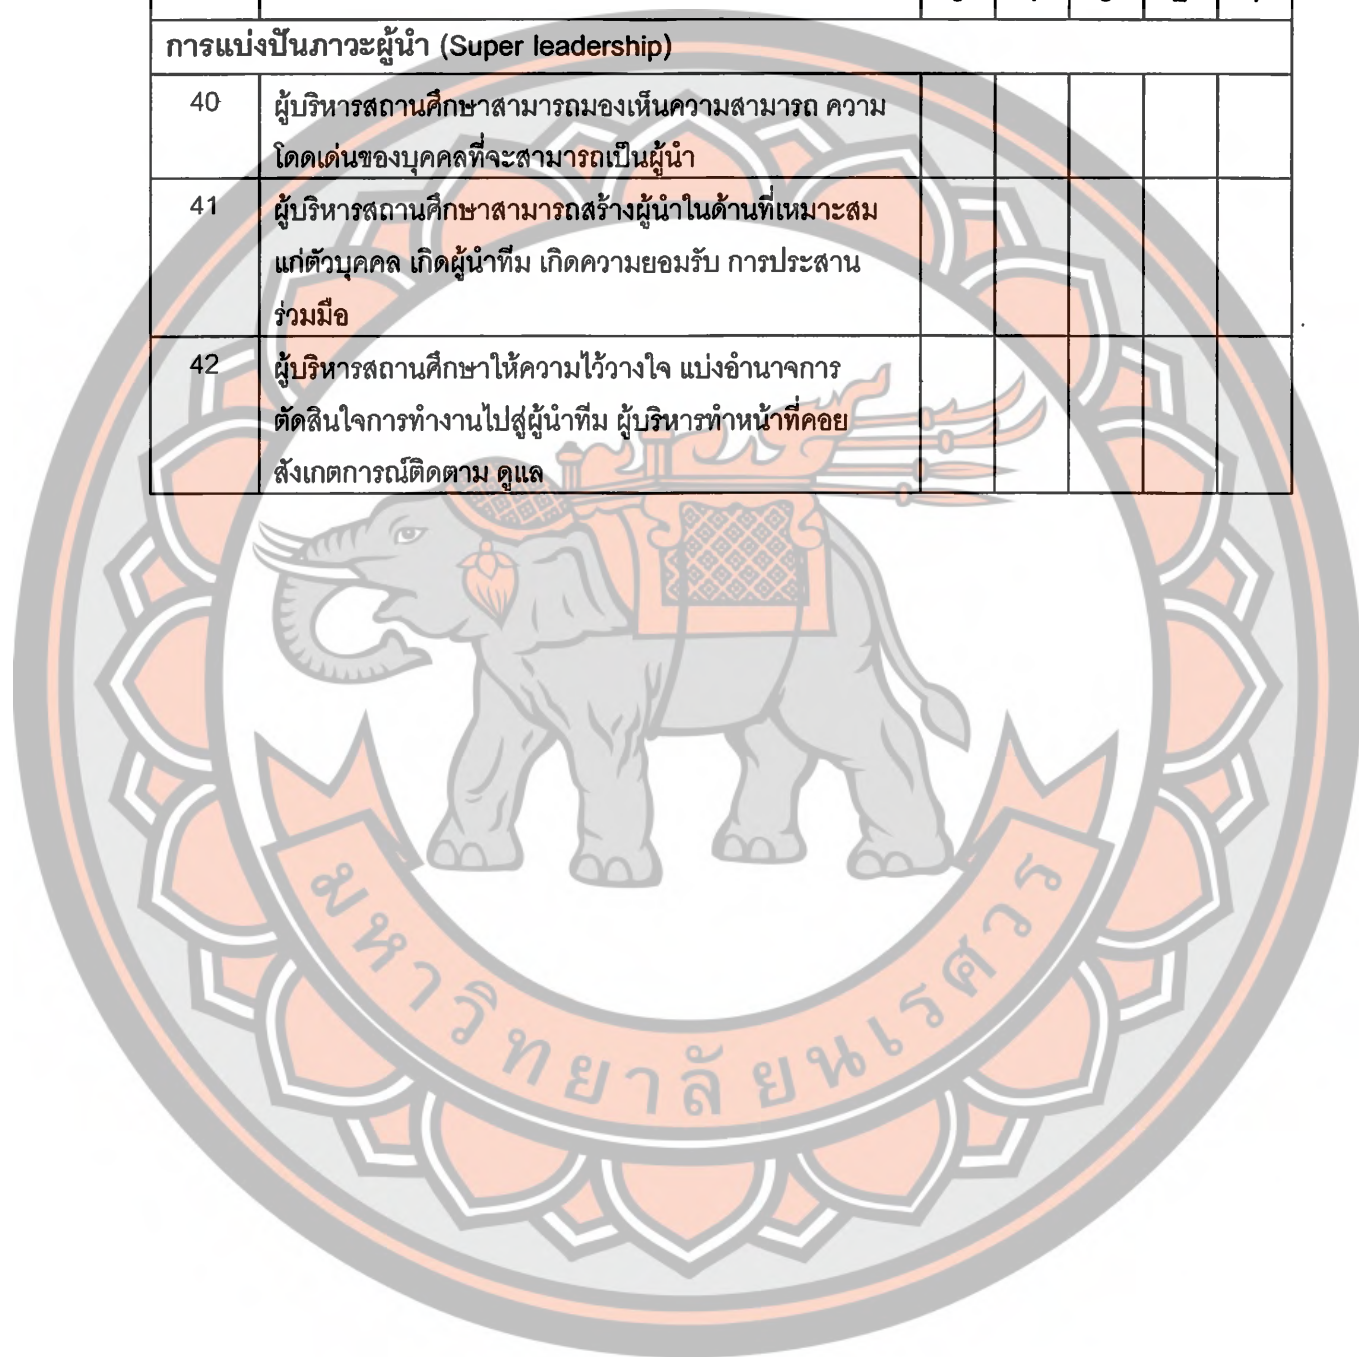 การแบ่งปันภาวะผู้นำ (Super leadership)
40 ผู้บริหารสถานศึกษาสามารถมองเห็นความสามารถ ความ
โดดเด่นของบุคคลที่จะสามารถเป็นผู้นำ
41 ผู้บริหารสถานศึกษาสามารถสร้างผู้นำในด้านที่เหมาะสม
แก่ตัวบุคคล เกิดผู้นำทีม เกิดความยอมรับ การประสาน
ร่วมมือ
42 ผู้บริหารสถานศึกษาให้ความไว้วางใจ แบ่งอำนาจการ
ตัดสินใจการทำงานไปสู่ผู้นำทีม ผู้บริหารทำหน้าที่คอย
สังเกตการณ์ติดตาม ดูแล
มหาวิทยาลัยนเรศวร